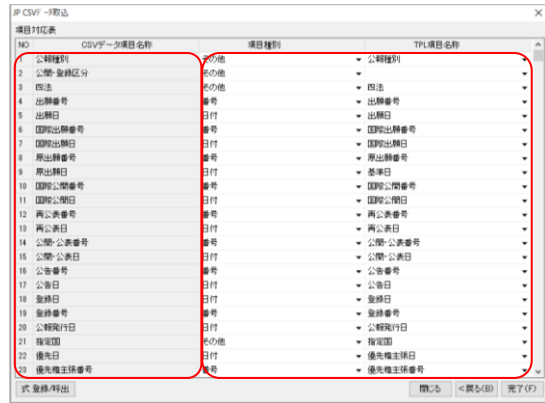 JP CSVデータ取込
項目対応表
NO CSVデータ項目名称 項目種別 TPL項目名称
1 公報種別 その他 公報種別
2 公開・登録区分 その他
3 四法 その他 四法
4 出願番号 番号 出願番号
5 出願日 日付 出願日
6 国際出願番号 番号 国際出願番号
7 国際出願日 日付 国際出願日
8 原出願番号 番号 原出願番号
9 原出願日 日付 基準日
10 国際公開番号 番号 国際公開番号
11 国際公開日 日付 国際公開日
12 再公表番号 番号 再公表番号
13 再公表日 日付 再公表日
14 公開・公表番号 番号 公開・公表番号
15 公開・公表日 日付 公開・公表日
16 公告番号 番号 公告番号
17 公告日 日付 公告日
18 登録日 日付 登録日
19 登録番号 番号 登録番号
20 公報発行日 日付 公報発行日
21 指定国 その他 指定国
22 優先日 日付 優先権主張日
23 優先権主張番号 番号 優先権主張番号
式 登録/呼出 閉じる <戻る(B) 完了(F)